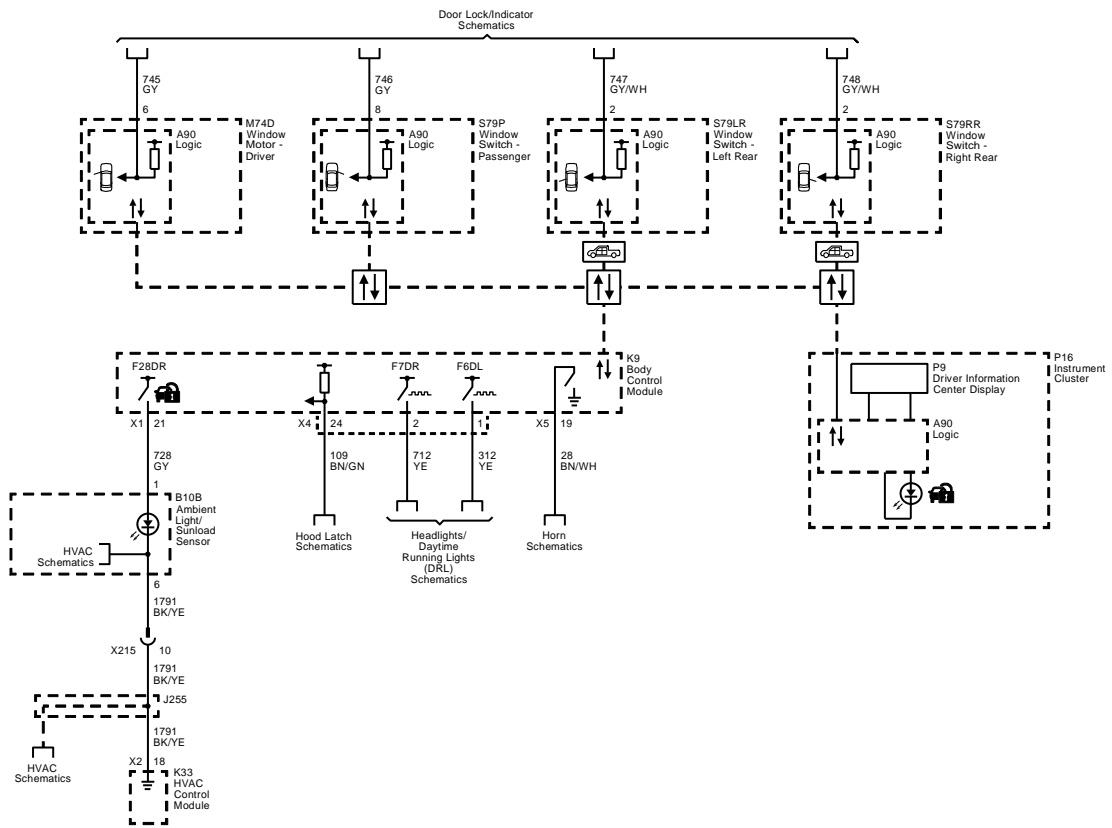 Door Lock/Indicator
Schematics
745
GY
6
746
GY
8
747
GY/WH
2
748
GY/WH
2
A90
Logic
M74D
Window
Motor -
Driver
A90
Logic
S79P
Window
Switch -
Passenger
A90
Logic
S79LR
Window
Switch -
Left Rear
A90
Logic
S79RR
Window
Switch -
Right Rear
F28DR
F7DR
F6DL
K9
Body
Control
Module
P16
Instrument
Cluster
P9
Driver Information
Center Display
A90
Logic
X1 21
X4 24
2
1
X5 19
728
GY
1
109
BN/GN
712
YE
312
YE
28
BN/WH
B10B
Ambient
Light/
Sunload
Sensor
HVAC
Schematics
Hood Latch
Schematics
Headlights/
Daytime
Running Lights
(DRL)
Schematics
Horn
Schematics
6
1791
BK/YE
X215 10
1791
BK/YE
J255
1791
BK/YE
HVAC
Schematics
X2 18
K33
HVAC
Control
Module